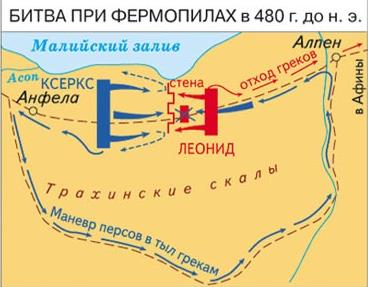 БИТВА ПРИ ФЕРМОПИЛАХ в 480 г. до н. э.
Малийский залив
Алпен
Асоп
КСЕРКС
стена
отход греков
в Афины
Анфела
ЛЕОНИД
Трахинские скалы
Маневр персов в тыл грекам